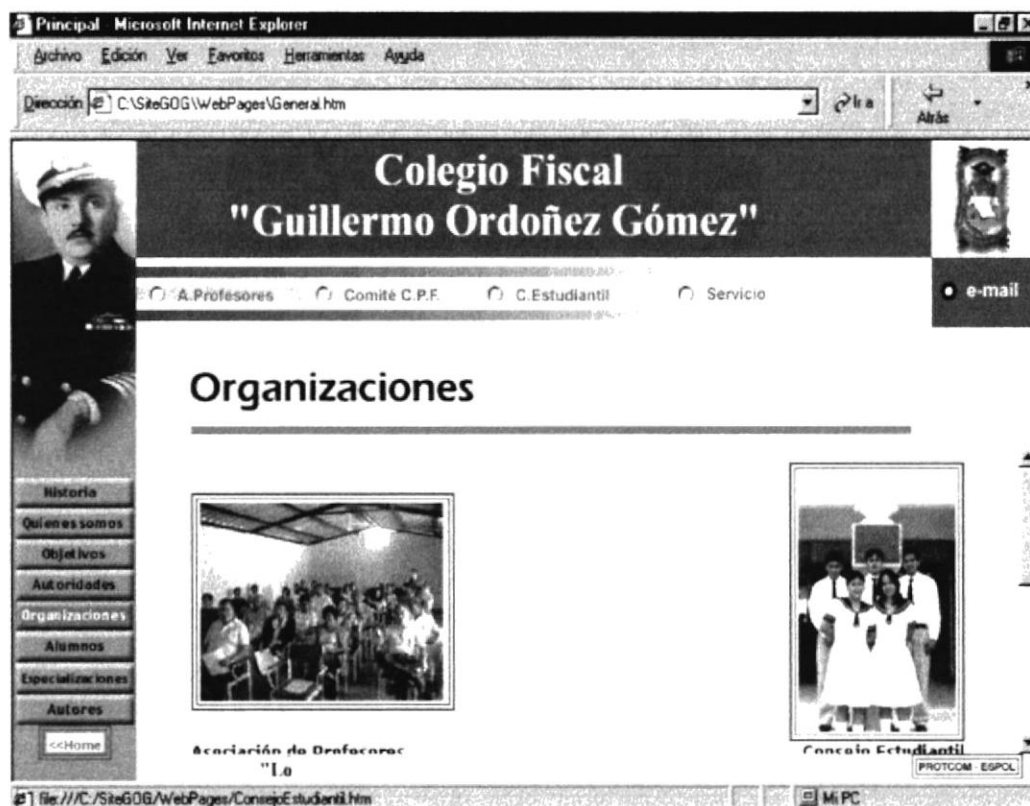 Principal - Microsoft Internet Explorer
Archivo Edición Ver Favoritos Herramientas Ayuda
Dirección C:\SiteGOG\WebPages\General.htm Ir a Atrás
Colegio Fiscal
"Guillermo Ordoñez Gómez"
A.Profesores Comité C.P.F. C.Estudiantil Servicio e-mail
Organizaciones
Historia
Quienes somos
Objetivos
Autoridades
Organizaciones
Alumnos
Especializaciones
Autores
<<Home
Asociación de Profesores
"Lo
Consejo Estudiantil
PROTCOM - ESPOL
file:///C:/SiteGOG/WebPages/ConsejoEstudiantil.htm Mi PC